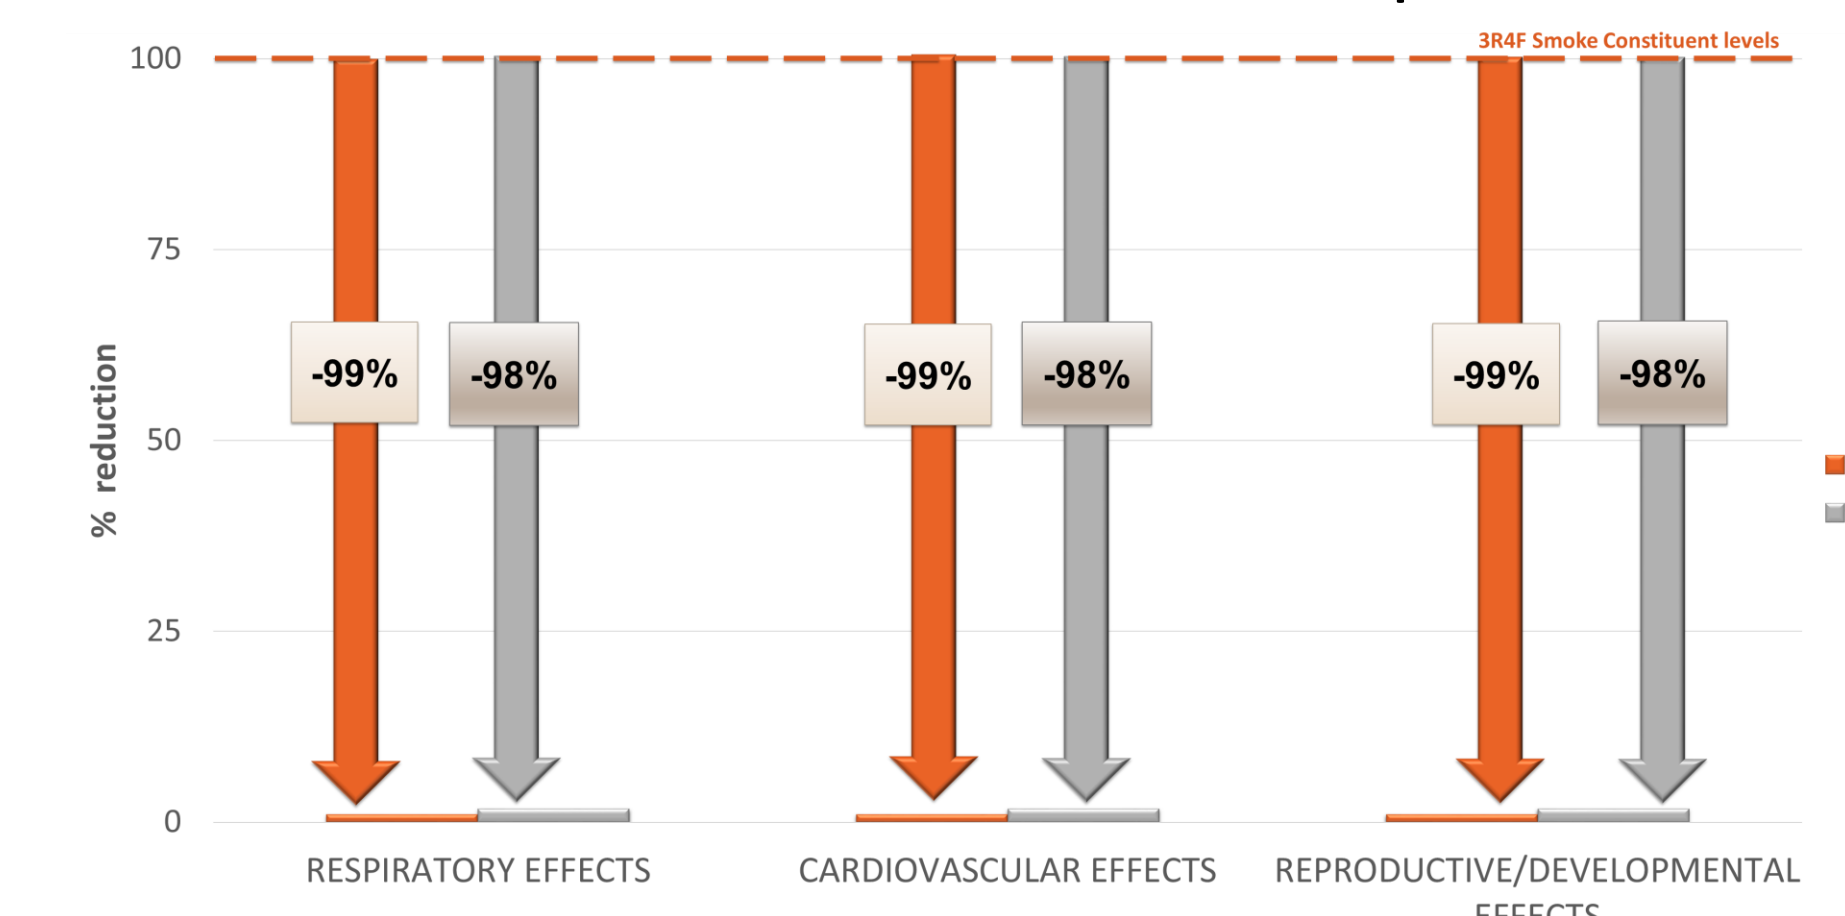 3R4F Smoke Constituent levels
100
75
50
25
0
% reduction
-99%
-98%
-99%
-98%
-99%
-98%
RESPIRATORY EFFECTS
CARDIOVASCULAR EFFECTS
REPRODUCTIVE/DEVELOPMENTAL
EFFECTS